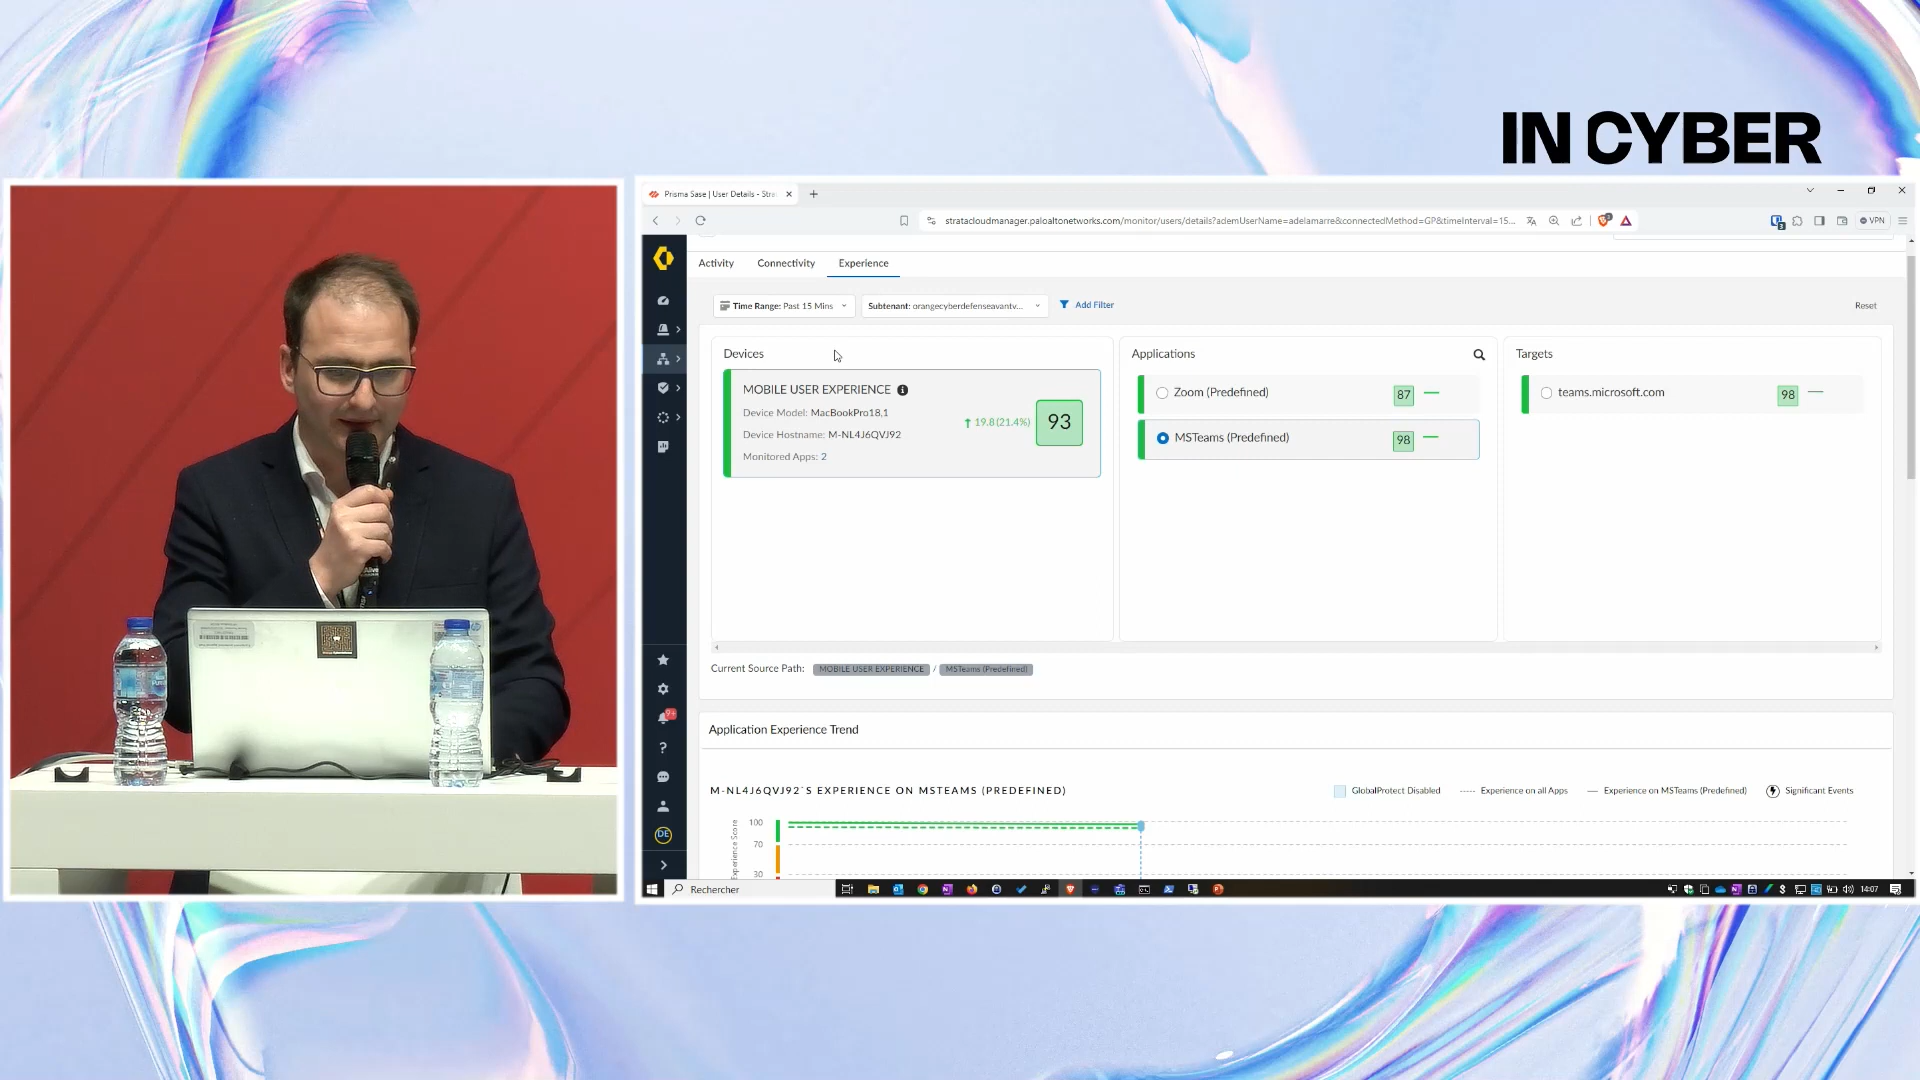 IN CYBER
Prisma Sase | User Details - Stra
stratacloudmanager.paloaltonetworks.com/monitor/users/details?ademUserName=adelamarre&connectedMethod=GP&timeInterval=15...
VPN
Activity Connectivity Experience
Time Range: Past 15 Mins Subtenant: orangecyberdefenseavantv... Add Filter Reset
Devices
MOBILE USER EXPERIENCE
Device Model: MacBookPro18,1
Device Hostname: M-NL4J6QVJ92
Monitored Apps: 2
19.8 (21.4%) 93
Applications
Zoom (Predefined) 87
MSTeams (Predefined) 98
Targets
teams.microsoft.com 98
Current Source Path: MOBILE USER EXPERIENCE / MSTeams (Predefined)
Application Experience Trend
M-NL4J6QVJ92'S EXPERIENCE ON MSTEAMS (PREDEFINED)
GlobalProtect Disabled Experience on all Apps Experience on MSTeams (Predefined) Significant Events
Experience Score
100
70
30
9+
DE
Rechercher
14:07